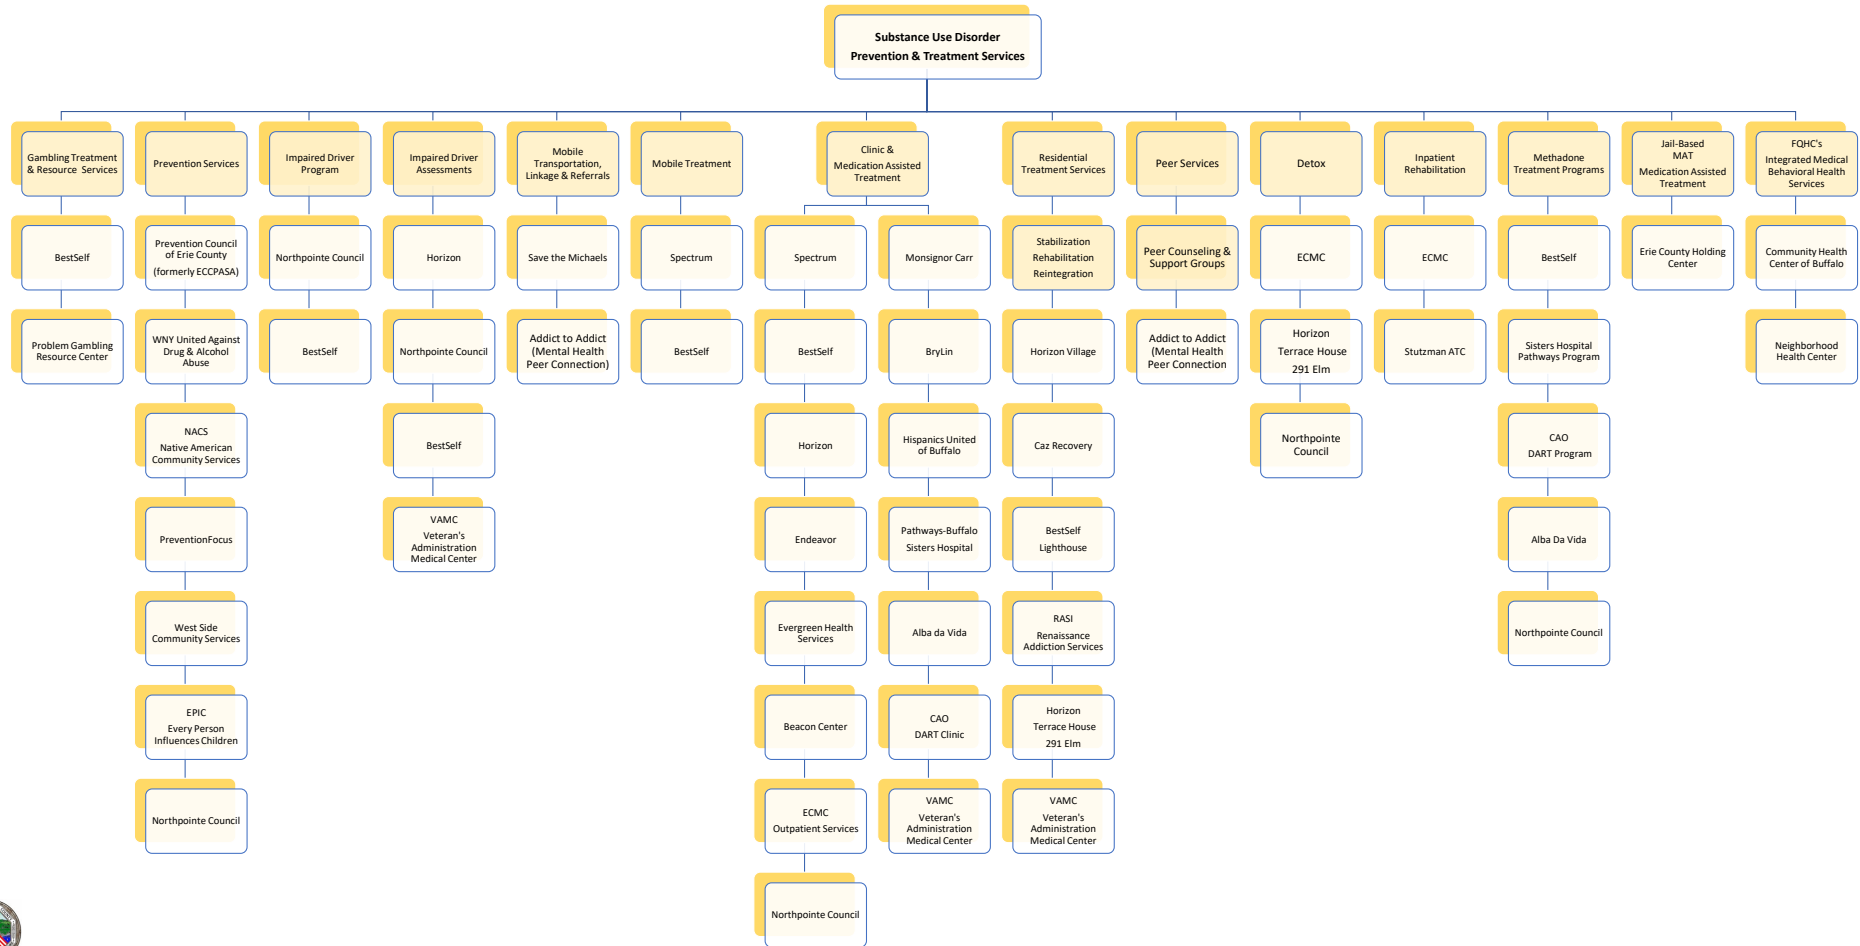 Substance Use Disorder
Prevention & Treatment Services
Gambling Treatment
& Resource Services
BestSelf
Problem Gambling
Resource Center
Prevention Services
Prevention Council
of Erie County
(formerly ECCPASA)
WNY United Against
Drug & Alcohol
Abuse
NACS
Native American
Community Services
PreventionFocus
West Side
Community Services
EPIC
Every Person
Influences Children
Northpointe Council
Impaired Driver
Program
Northpointe Council
BestSelf
Impaired Driver
Assessments
Horizon
Northpointe Council
BestSelf
VAMC
Veteran's
Administration
Medical Center
Mobile
Transportation,
Linkage & Referrals
Save the Michaels
Addict to Addict
(Mental Health
Peer Connection)
Mobile Treatment
Spectrum
BestSelf
Clinic &
Medication Assisted
Treatment
Spectrum
BestSelf
Horizon
Endeavor
Evergreen Health
Services
Beacon Center
ECMC
Outpatient Services
Northpointe Council
Monsignor Carr
BryLin
Hispanics United
of Buffalo
Pathways-Buffalo
Sisters Hospital
Alba da Vida
CAO
DART Clinic
VAMC
Veteran's
Administration
Medical Center
Residential
Treatment Services
Stabilization
Rehabilitation
Reintegration
Horizon Village
Caz Recovery
BestSelf
Lighthouse
RASI
Renaissance
Addiction Services
Horizon
Terrace House
291 Elm
VAMC
Veteran's
Administration
Medical Center
Peer Services
Peer Counseling &
Support Groups
Addict to Addict
(Mental Health
Peer Connection
Detox
ECMC
Horizon
Terrace House
291 Elm
Northpointe
Council
Inpatient
Rehabilitation
ECMC
Stutzman ATC
Methadone
Treatment Programs
BestSelf
Sisters Hospital
Pathways Program
CAO
DART Program
Alba Da Vida
Northpointe Council
Jail-Based
MAT
Medication Assisted
Treatment
Erie County Holding
Center
FQHC's
Integrated Medical
Behavioral Health
Services
Community Health
Center of Buffalo
Neighborhood
Health Center